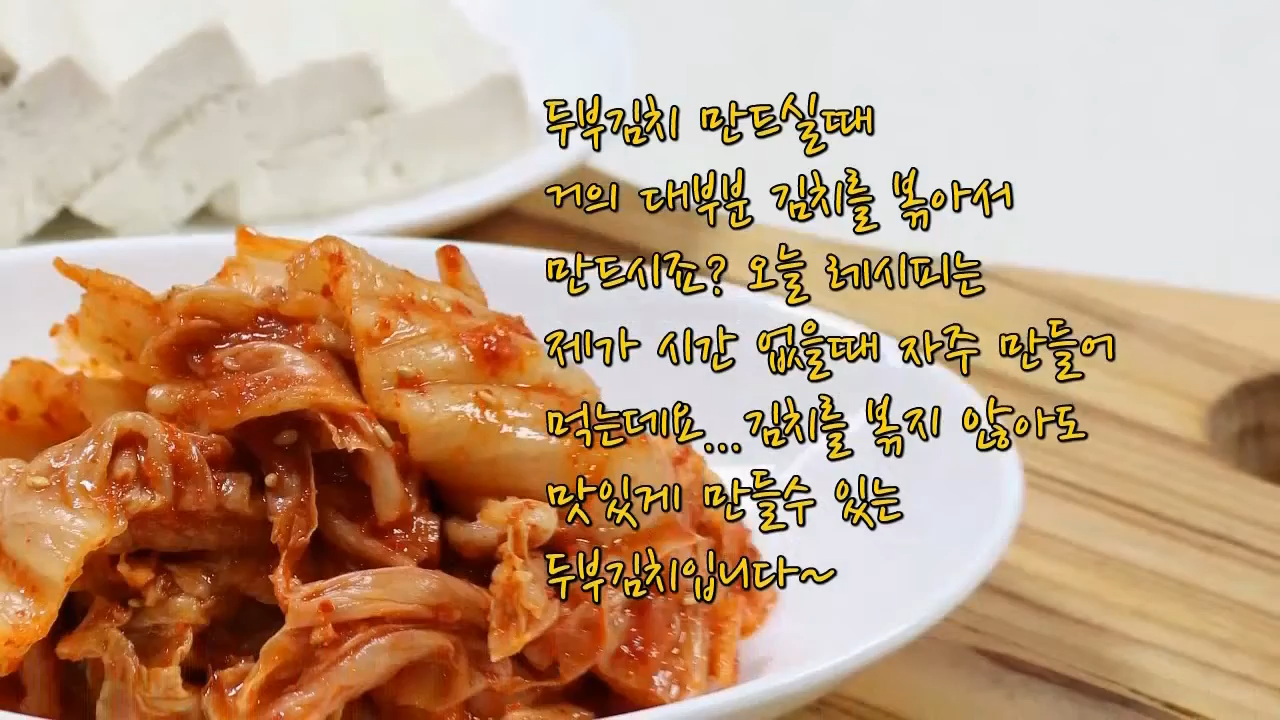 두부김치 만드실때
거의 대부분 김치를 볶아서
만드시죠? 오늘 레시피는
제가 시간 없을때 자주 만들어
먹는데요...김치를 볶지 않아도
맛있게 만들수 있는
두부김치입니다~